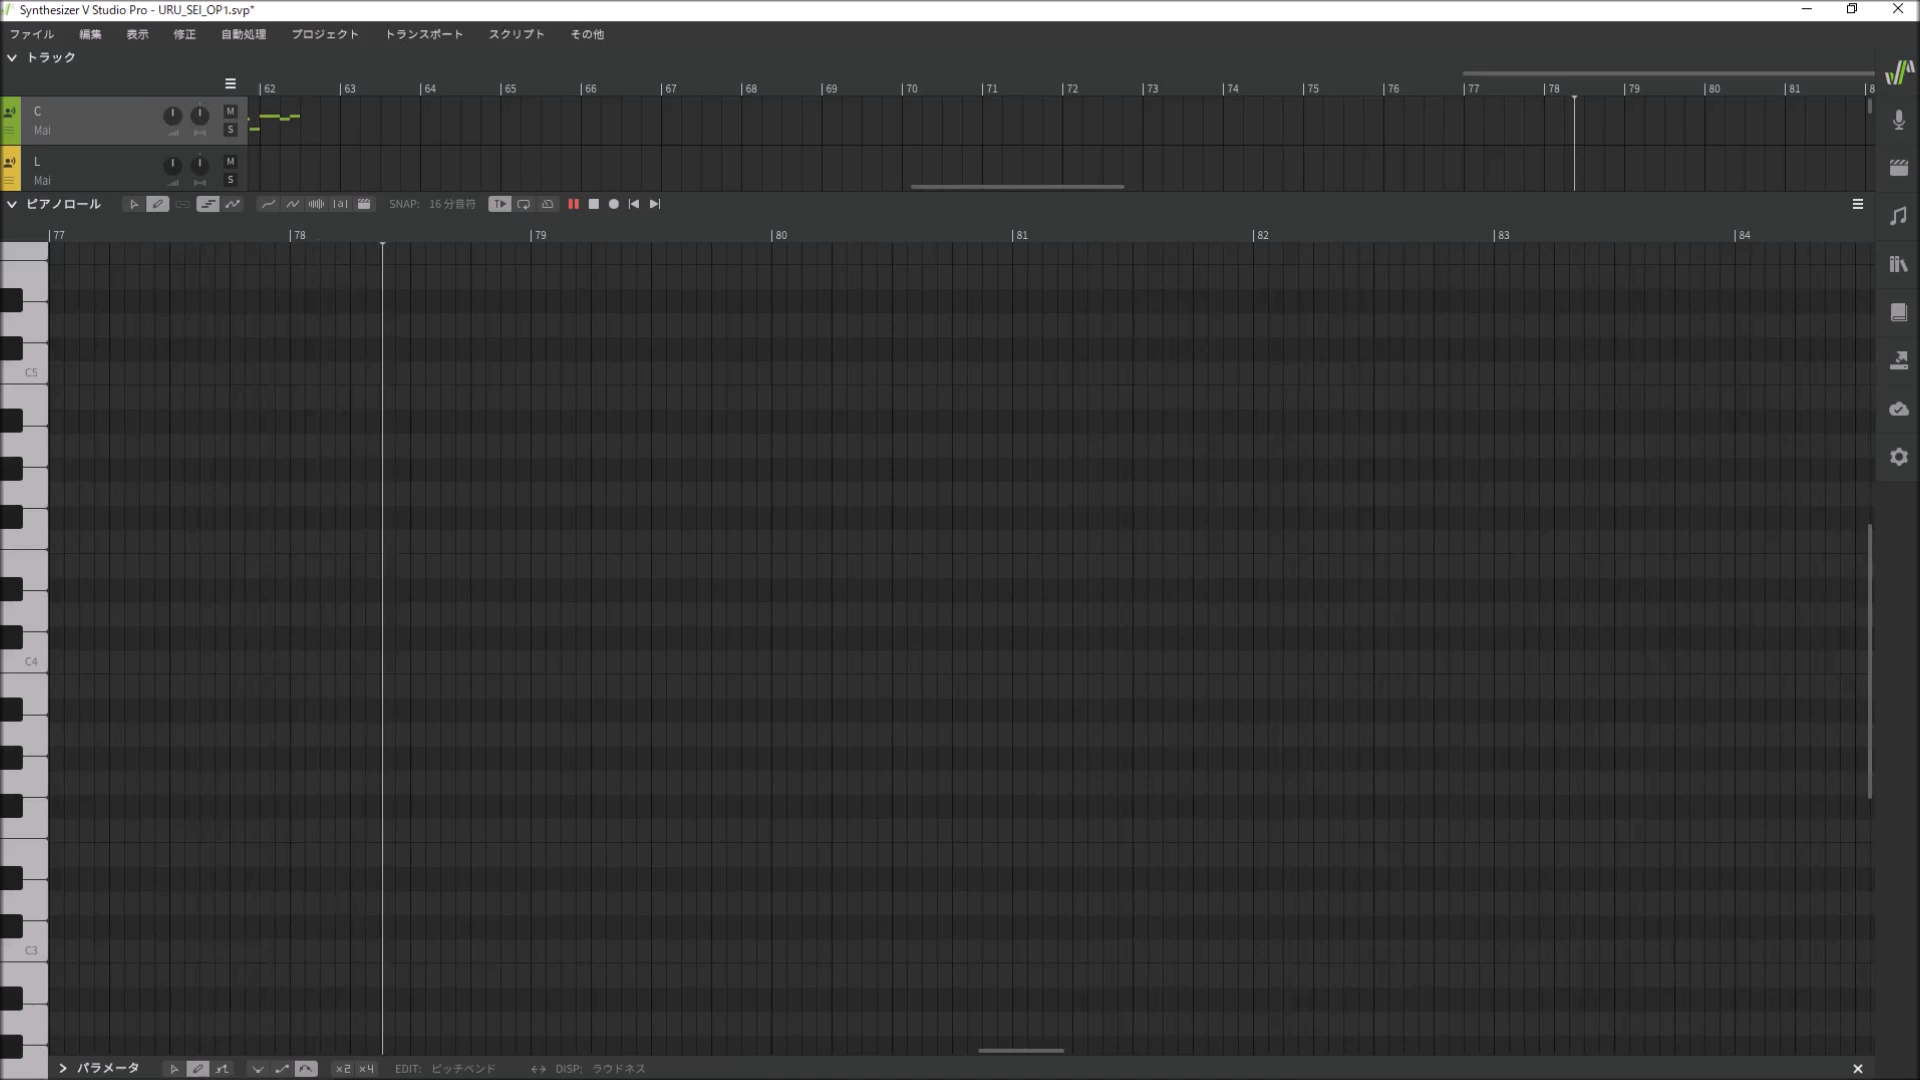 Synthesizer V Studio Pro - URU_SEI_OP1.svp*
ファイル 編集 表示 修正 自動処理 プロジェクト トランスポート スクリプト その他
トラック
62 63 64 65 66 67 68 69 70 71 72 73 74 75 76 77 78 79 80 81 8
C M
Mai S
L M
Mai S
ピアノロール SNAP: 16 分音符
77 78 79 80 81 82 83 84
C5
C4
C3
パラメータ x2 x4 EDIT: ピッチベンド DISP: ラウドネス